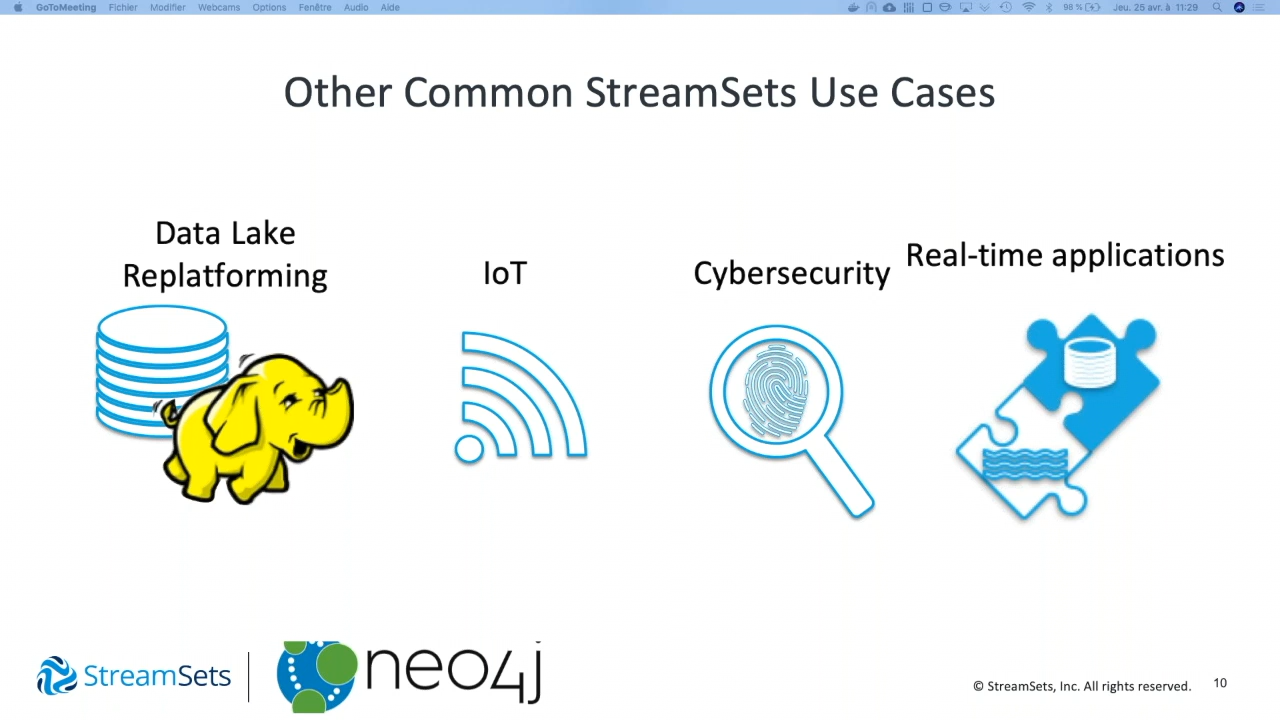 GoToMeeting Fichier Modifier Webcams Options Fenêtre Audio Aide 98 % Jeu. 25 avr. à 11:29
Other Common StreamSets Use Cases
Data Lake
Replatforming
IoT
Cybersecurity
Real-time applications
StreamSets
neo4j
© StreamSets, Inc. All rights reserved. 10